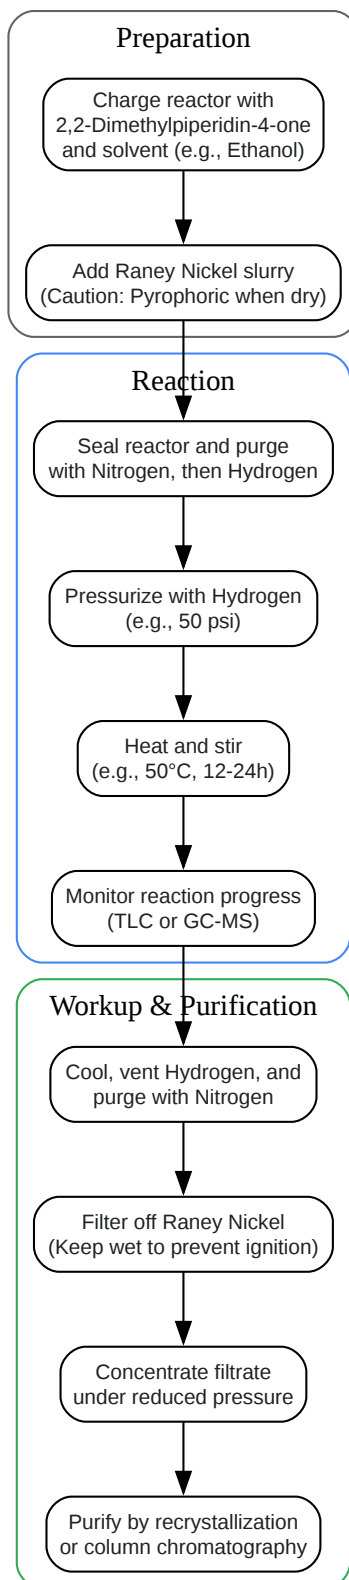 Preparation
Charge reactor with
2,2-Dimethylpiperidin-4-one
and solvent (e.g., Ethanol)
Add Raney Nickel slurry
(Caution: Pyrophoric when dry)
Reaction
Seal reactor and purge
with Nitrogen, then Hydrogen
Pressurize with Hydrogen
(e.g., 50 psi)
Heat and stir
(e.g., 50°C, 12-24h)
Monitor reaction progress
(TLC or GC-MS)
Workup & Purification
Cool, vent Hydrogen, and
purge with Nitrogen
Filter off Raney Nickel
(Keep wet to prevent ignition)
Concentrate filtrate
under reduced pressure
Purify by recrystallization
or column chromatography